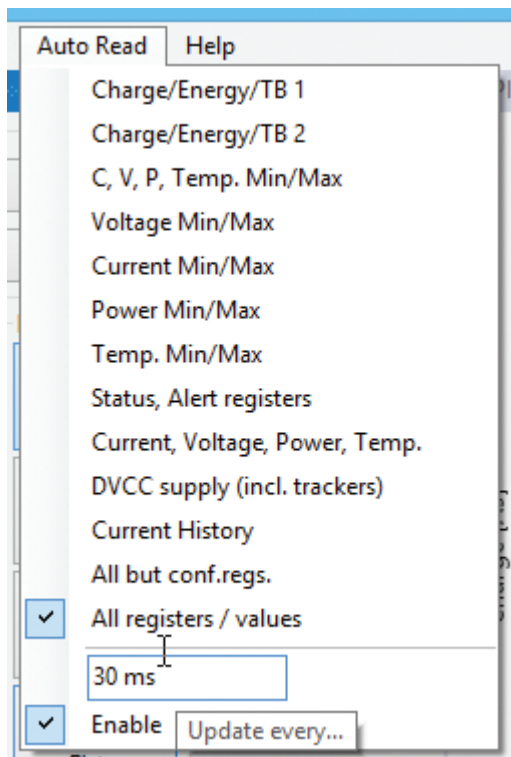 Auto Read Help
Charge/Energy/TB 1
Charge/Energy/TB 2
C, V, P, Temp. Min/Max
Voltage Min/Max
Current Min/Max
Power Min/Max
Temp. Min/Max
Status, Alert registers
Current, Voltage, Power, Temp.
DVCC supply (incl. trackers)
Current History
All but conf.regs.
All registers / values
30 ms
Enable
Update every...